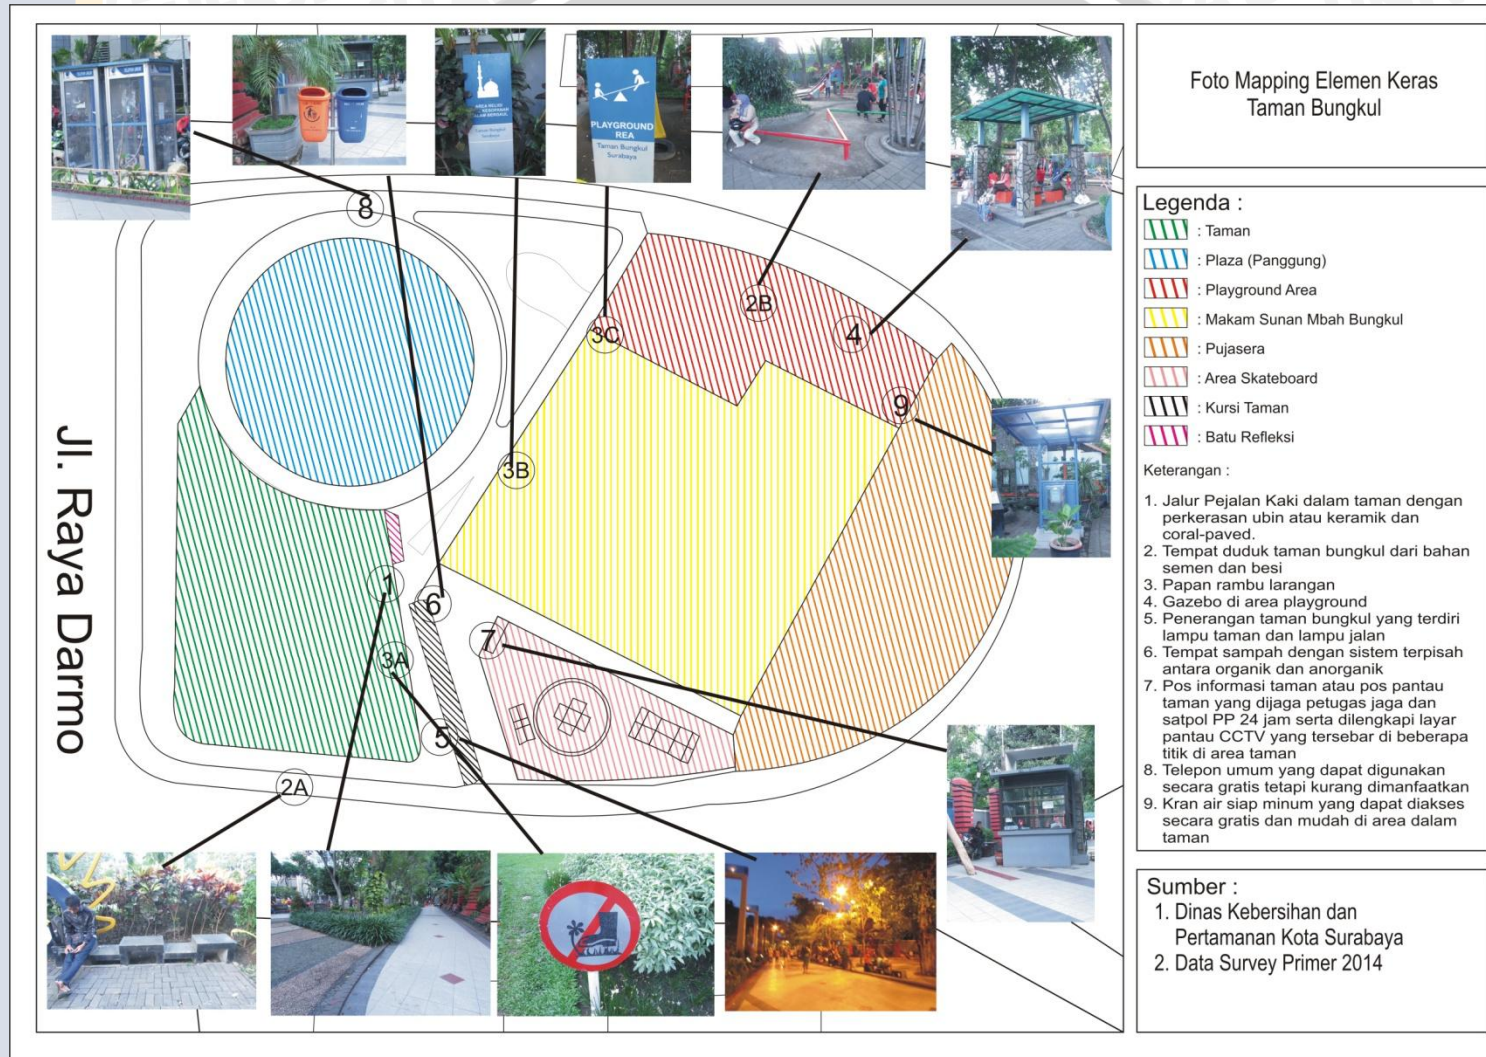 Foto Mapping Elemen Keras
Taman Bungkul
Legenda :
: Taman
: Plaza (Panggung)
: Playground Area
: Makam Sunan Mbah Bungkul
: Pujasera
: Area Skateboard
: Kursi Taman
: Batu Refleksi
Keterangan :
1. Jalur Pejalan Kaki dalam taman dengan
perkerasan ubin atau keramik dan
coral-paved.
2. Tempat duduk taman bungkul dari bahan
semen dan besi
3. Papan rambu larangan
4. Gazebo di area playground
5. Penerangan taman bungkul yang terdiri
lampu taman dan lampu jalan
6. Tempat sampah dengan sistem terpisah
antara organik dan anorganik
7. Pos informasi taman atau pos pantau
taman yang dijaga petugas jaga dan
satpol PP 24 jam serta dilengkapi layar
pantau CCTV yang tersebar di beberapa
titik di area taman
8. Telepon umum yang dapat digunakan
secara gratis tetapi kurang dimanfaatkan
9. Kran air siap minum yang dapat diakses
secara gratis dan mudah di area dalam
taman
Sumber :
1. Dinas Kebersihan dan
Pertamanan Kota Surabaya
2. Data Survey Primer 2014
Jl. Raya Darmo
PLAYGROUND
REA
Taman Bungkul
Surabaya
8
2B
3C
4
9
3B
1
6
7
3A
5
2A